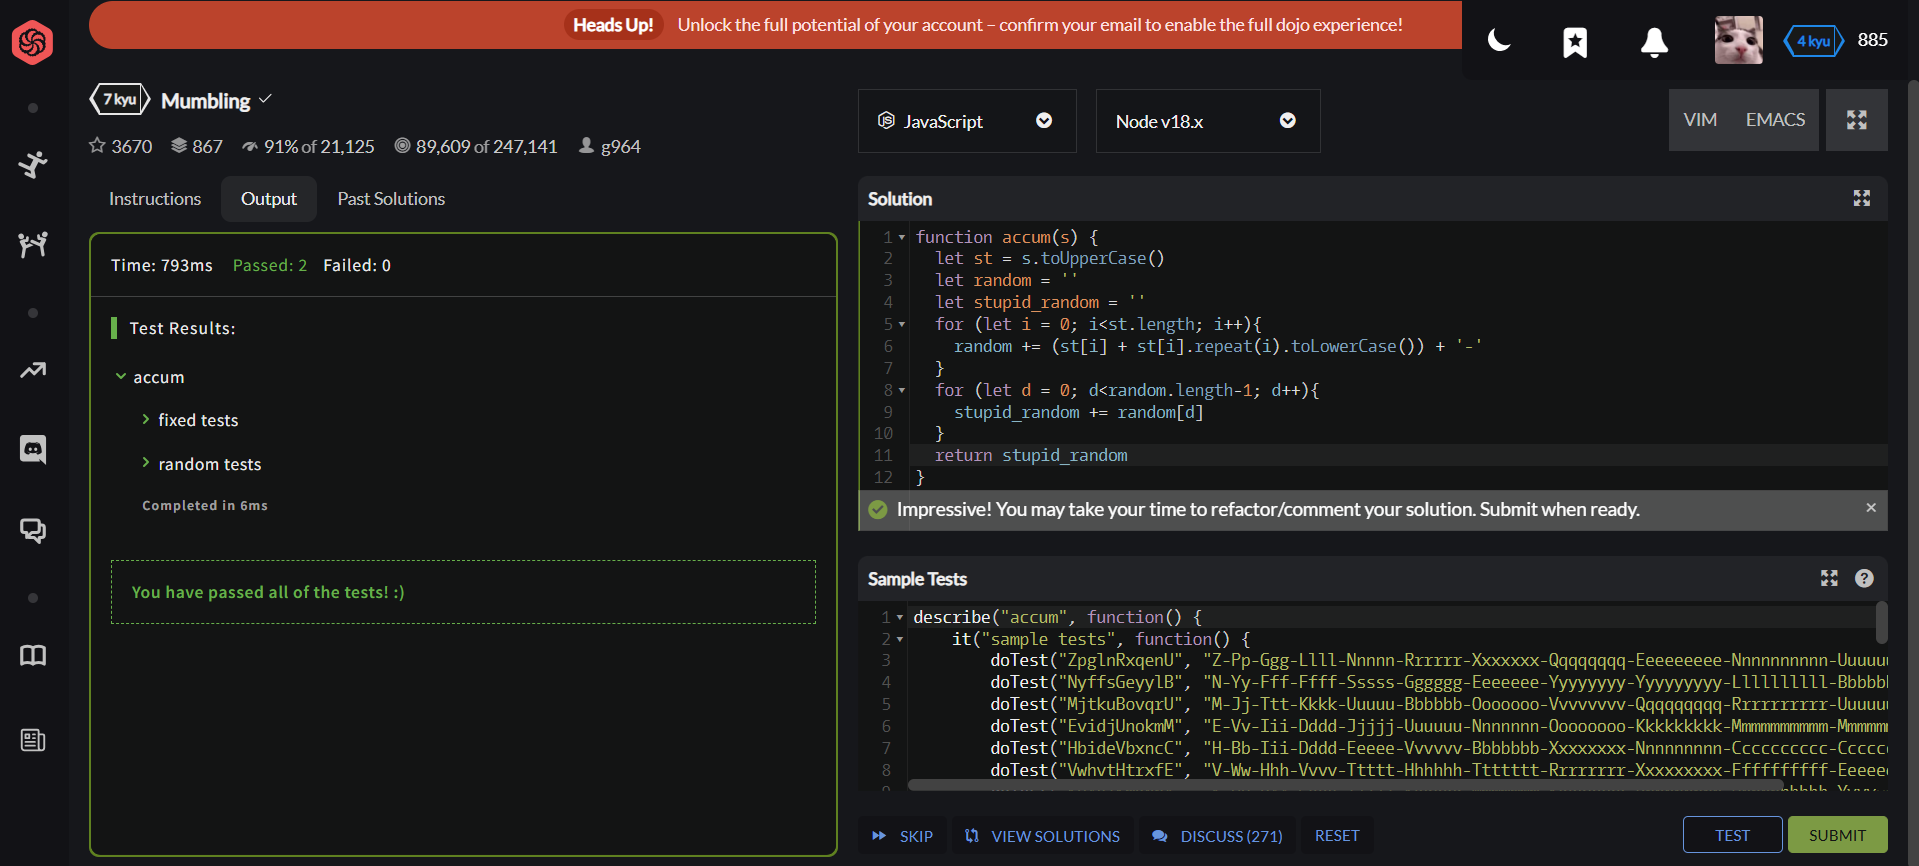 Heads Up! Unlock the full potential of your account – confirm your email to enable the full dojo experience!
4 kyu 885
7 kyu Mumbling
3670 867 91% of 21,125 89,609 of 247,141 g964
Instructions Output Past Solutions
Time: 793ms Passed: 2 Failed: 0
Test Results:
accum
fixed tests
random tests
Completed in 6ms
You have passed all of the tests! :)
JavaScript Node v18.x VIM EMACS
Solution
1 function accum(s) {
2 let st = s.toUpperCase()
3 let random = ''
4 let stupid_random = ''
5 for (let i = 0; i<st.length; i++){
6 random += (st[i] + st[i].repeat(i).toLowerCase()) + '-'
7 }
8 for (let d = 0; d<random.length-1; d++){
9 stupid_random += random[d]
10 }
11 return stupid_random
12 }
Impressive! You may take your time to refactor/comment your solution. Submit when ready. ×
Sample Tests
1 describe("accum", function() {
2 it("sample tests", function() {
3 doTest("ZpglnRxqenU", "Z-Pp-Ggg-Llll-Nnnnn-Rrrrrr-Xxxxxxx-Qqqqqqqq-Eeeeeeeee-Nnnnnnnnnn-Uuuuuu
4 doTest("NyffsGeyylB", "N-Yy-Fff-Ffff-Sssss-Gggggg-Eeeeeee-Yyyyyyyy-Yyyyyyyyy-Llllllllll-Bbbbbb
5 doTest("MjtkuBovqrU", "M-Jj-Ttt-Kkkk-Uuuuu-Bbbbbb-Ooooooo-Vvvvvvvv-Qqqqqqqqq-Rrrrrrrrrr-Uuuuuu
6 doTest("EvidjUnokmM", "E-Vv-Iii-Dddd-Jjjjj-Uuuuuu-Nnnnnnn-Oooooooo-Kkkkkkkkk-Mmmmmmmmmm-Mmmmmm
7 doTest("HbideVbxncC", "H-Bb-Iii-Dddd-Eeeee-Vvvvvv-Bbbbbbb-Xxxxxxxx-Nnnnnnnnn-Cccccccccc-Cccccc
8 doTest("VwhvtHtrxfE", "V-Ww-Hhh-Vvvv-Ttttt-Hhhhhh-Ttttttt-Rrrrrrrr-Xxxxxxxxx-Ffffffffff-Eeeeee
SKIP VIEW SOLUTIONS DISCUSS (271) RESET TEST SUBMIT